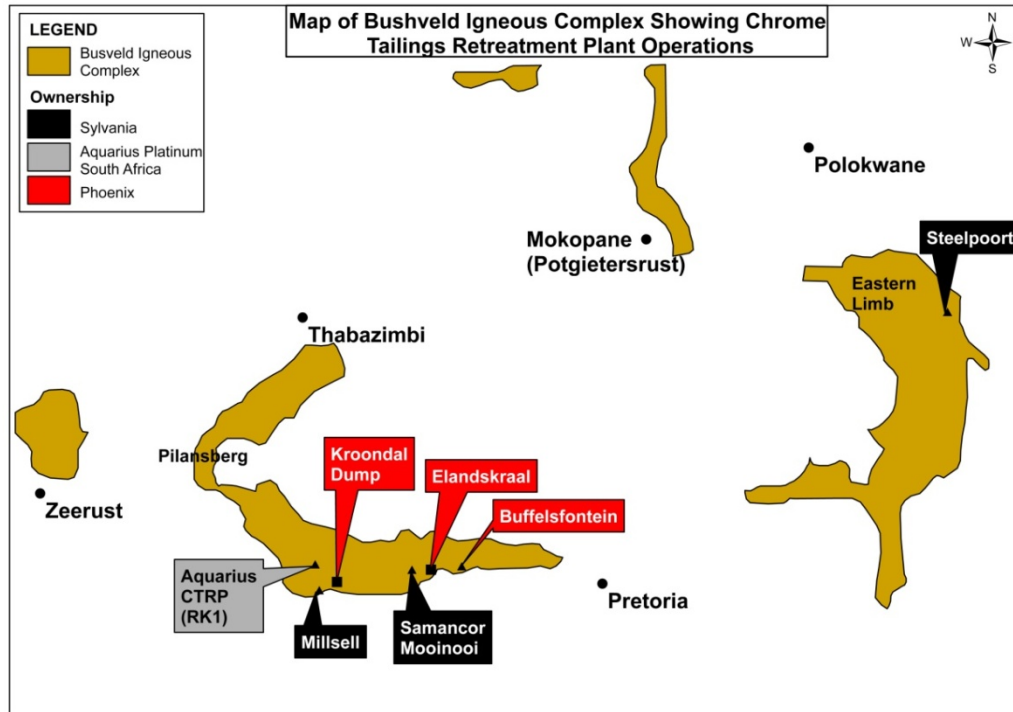 Map of Bushveld Igneous Complex Showing Chrome
Tailings Retreatment Plant Operations
N
W
S
LEGEND
Busveld Igneous
Complex
Ownership
Sylvania
Aquarius Platinum
South Africa
Phoenix
Polokwane
Mokopane
(Potgietersrust)
Steelpoort
Eastern
Limb
Thabazimbi
Pilansberg
Kroondal
Dump
Elandskraal
Buffelsfontein
Zeerust
Aquarius
CTRP
(RK1)
Millsell
Samancor
Mooinooi
Pretoria